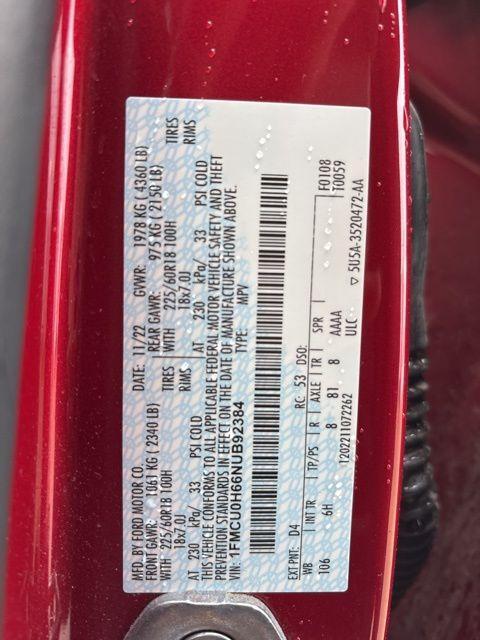 MFD. BY FORD MOTOR CO.
DATE: 11/22 GVWR: 1978 KG ( 4360 LB)
FRONT GAWR: 1061 KG ( 2340 LB)
REAR GAWR: 975 KG ( 2150 LB)
WITH 225/60R18 100H TIRES
WITH 225/60R18 100H TIRES
18x7.0J RIMS
18x7.0J RIMS
AT 230 kPa/ 33 PSI COLD
AT 230 kPa/ 33 PSI COLD
THIS VEHICLE CONFORMS TO ALL APPLICABLE FEDERAL MOTOR VEHICLE SAFETY AND THEFT
PREVENTION STANDARDS IN EFFECT ON THE DATE OF MANUFACTURE SHOWN ABOVE.
VIN: 1FMCU0H66NUB92384
TYPE: MPV
F0108
T0059
EXT PNT: D4 RC: 53 DSO:
WB INT TR TP/PS R AXLE TR SPR
106 6H 8 81 8 AAAA
ULC
1202211072262
5U5A-3520472-AA